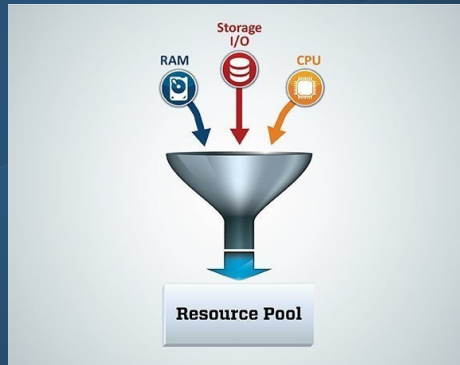 Storage
I/O
RAM
CPU
Resource Pool